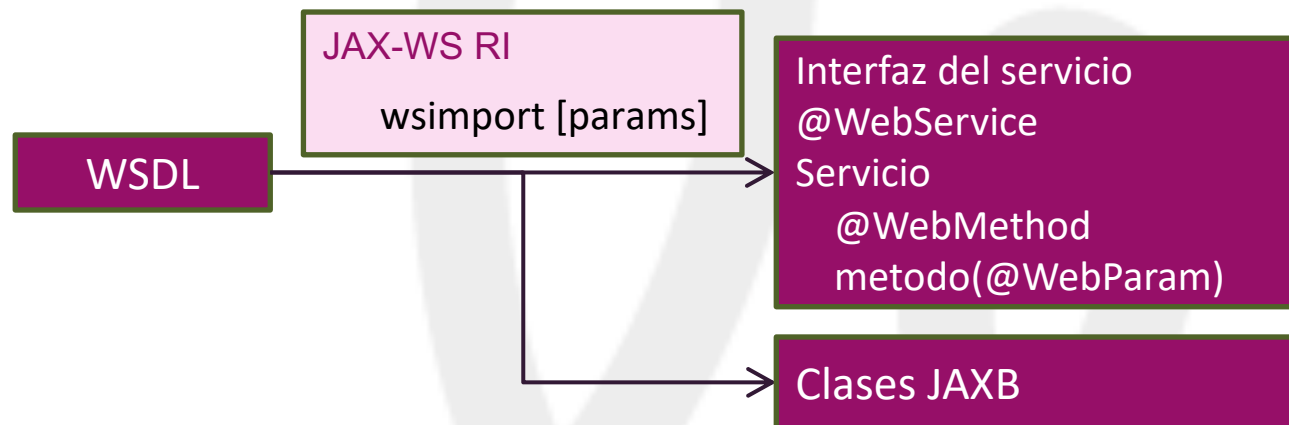 JAX-WS RI
wsimport [params]
WSDL
Interfaz del servicio
@WebService
Servicio
@WebMethod
metodo(@WebParam)
Clases JAXB